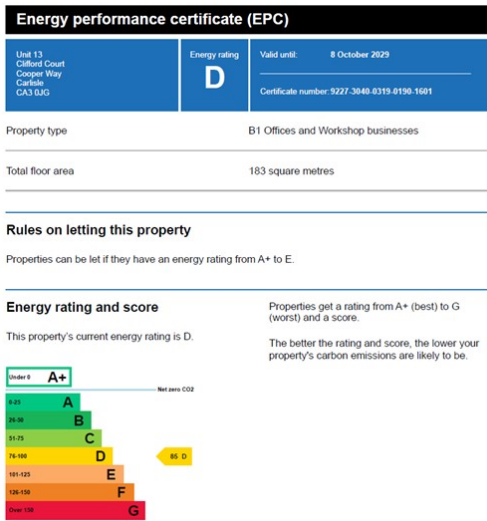 Energy performance certificate (EPC)
Unit 13
Clifford Court
Cooper Way
Carlisle
CA3 0JG
Energy rating
D
Valid until: 8 October 2029
Certificate number: 9227-3040-0319-0190-1601
Property type B1 Offices and Workshop businesses
Total floor area 183 square metres
Rules on letting this property
Properties can be let if they have an energy rating from A+ to E.
Energy rating and score
This property's current energy rating is D.
Properties get a rating from A+ (best) to G
(worst) and a score.
The better the rating and score, the lower your
property's carbon emissions are likely to be.
Under 0 A+
Net zero CO2
0-25 A
26-50 B
51-75 C
76-100 D 85 D
101-125 E
126-150 F
Over 150 G